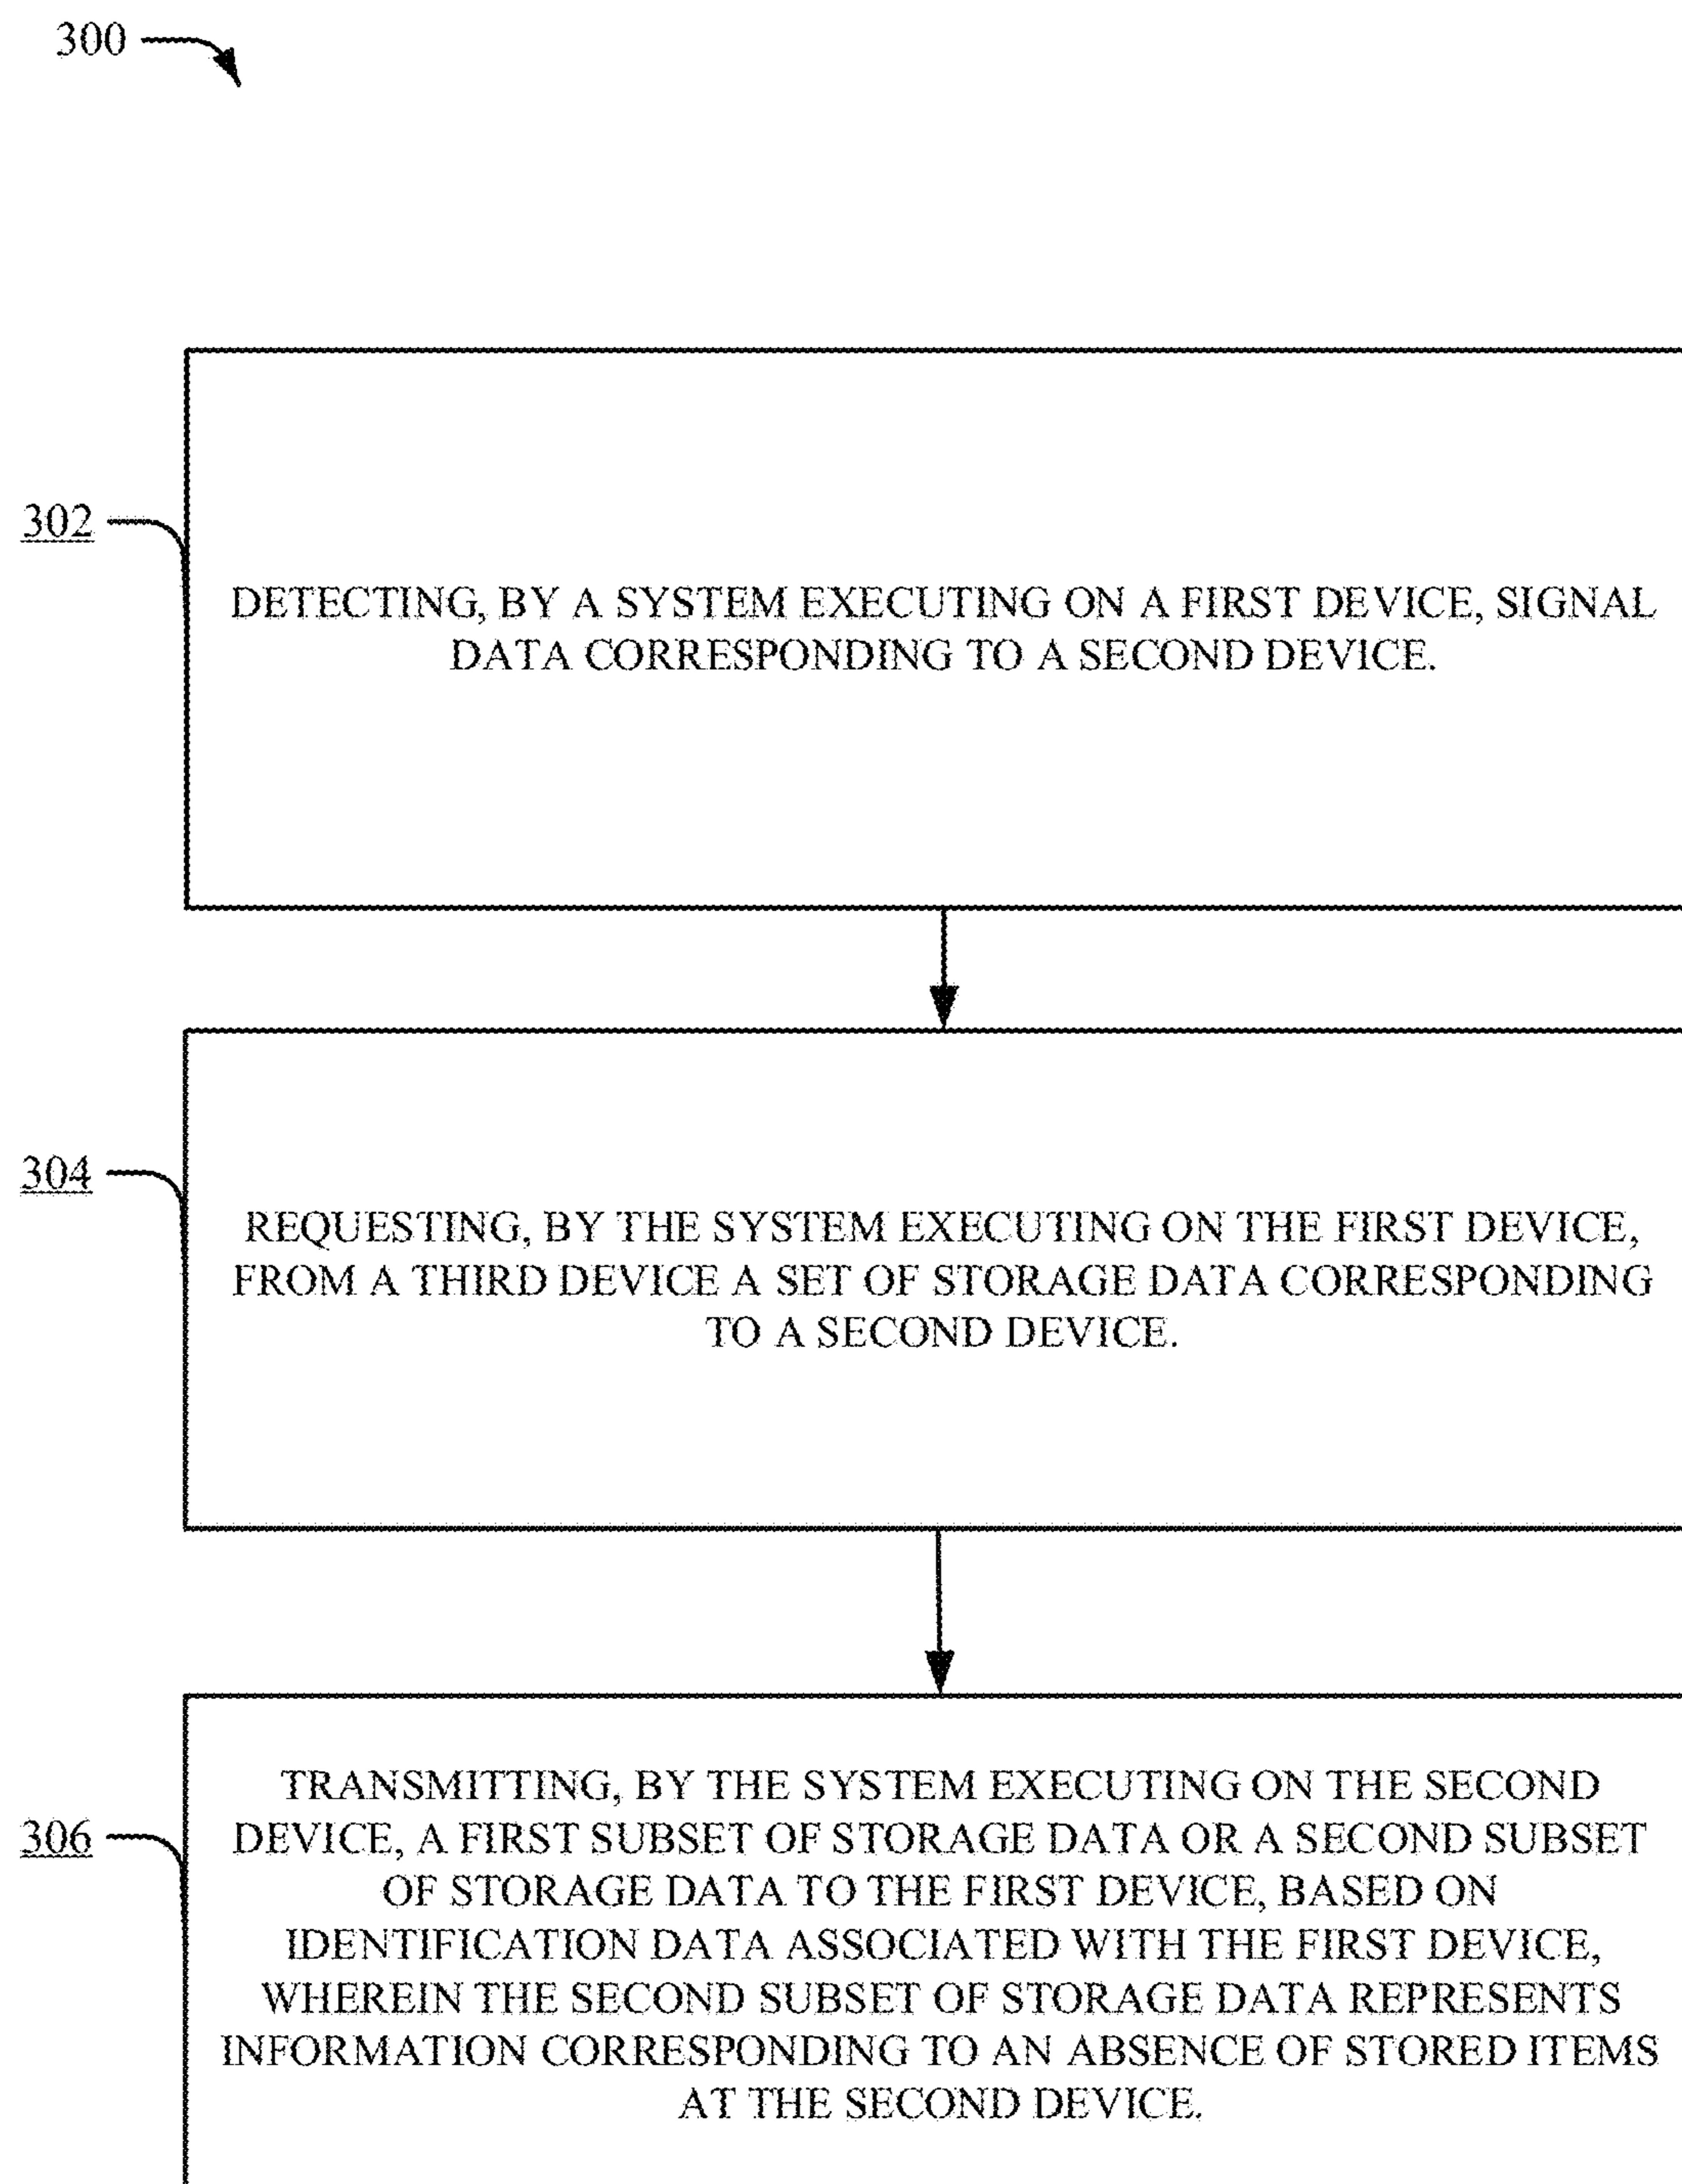 300
302
DETECTING, BY A SYSTEM EXECUTING ON A FIRST DEVICE, SIGNAL
DATA CORRESPONDING TO A SECOND DEVICE.
304
REQUESTING, BY THE SYSTEM EXECUTING ON THE FIRST DEVICE,
FROM A THIRD DEVICE A SET OF STORAGE DATA CORRESPONDING
TO A SECOND DEVICE.
306
TRANSMITTING, BY THE SYSTEM EXECUTING ON THE SECOND
DEVICE, A FIRST SUBSET OF STORAGE DATA OR A SECOND SUBSET
OF STORAGE DATA TO THE FIRST DEVICE, BASED ON
IDENTIFICATION DATA ASSOCIATED WITH THE FIRST DEVICE,
WHEREIN THE SECOND SUBSET OF STORAGE DATA REPRESENTS
INFORMATION CORRESPONDING TO AN ABSENCE OF STORED ITEMS
AT THE SECOND DEVICE.